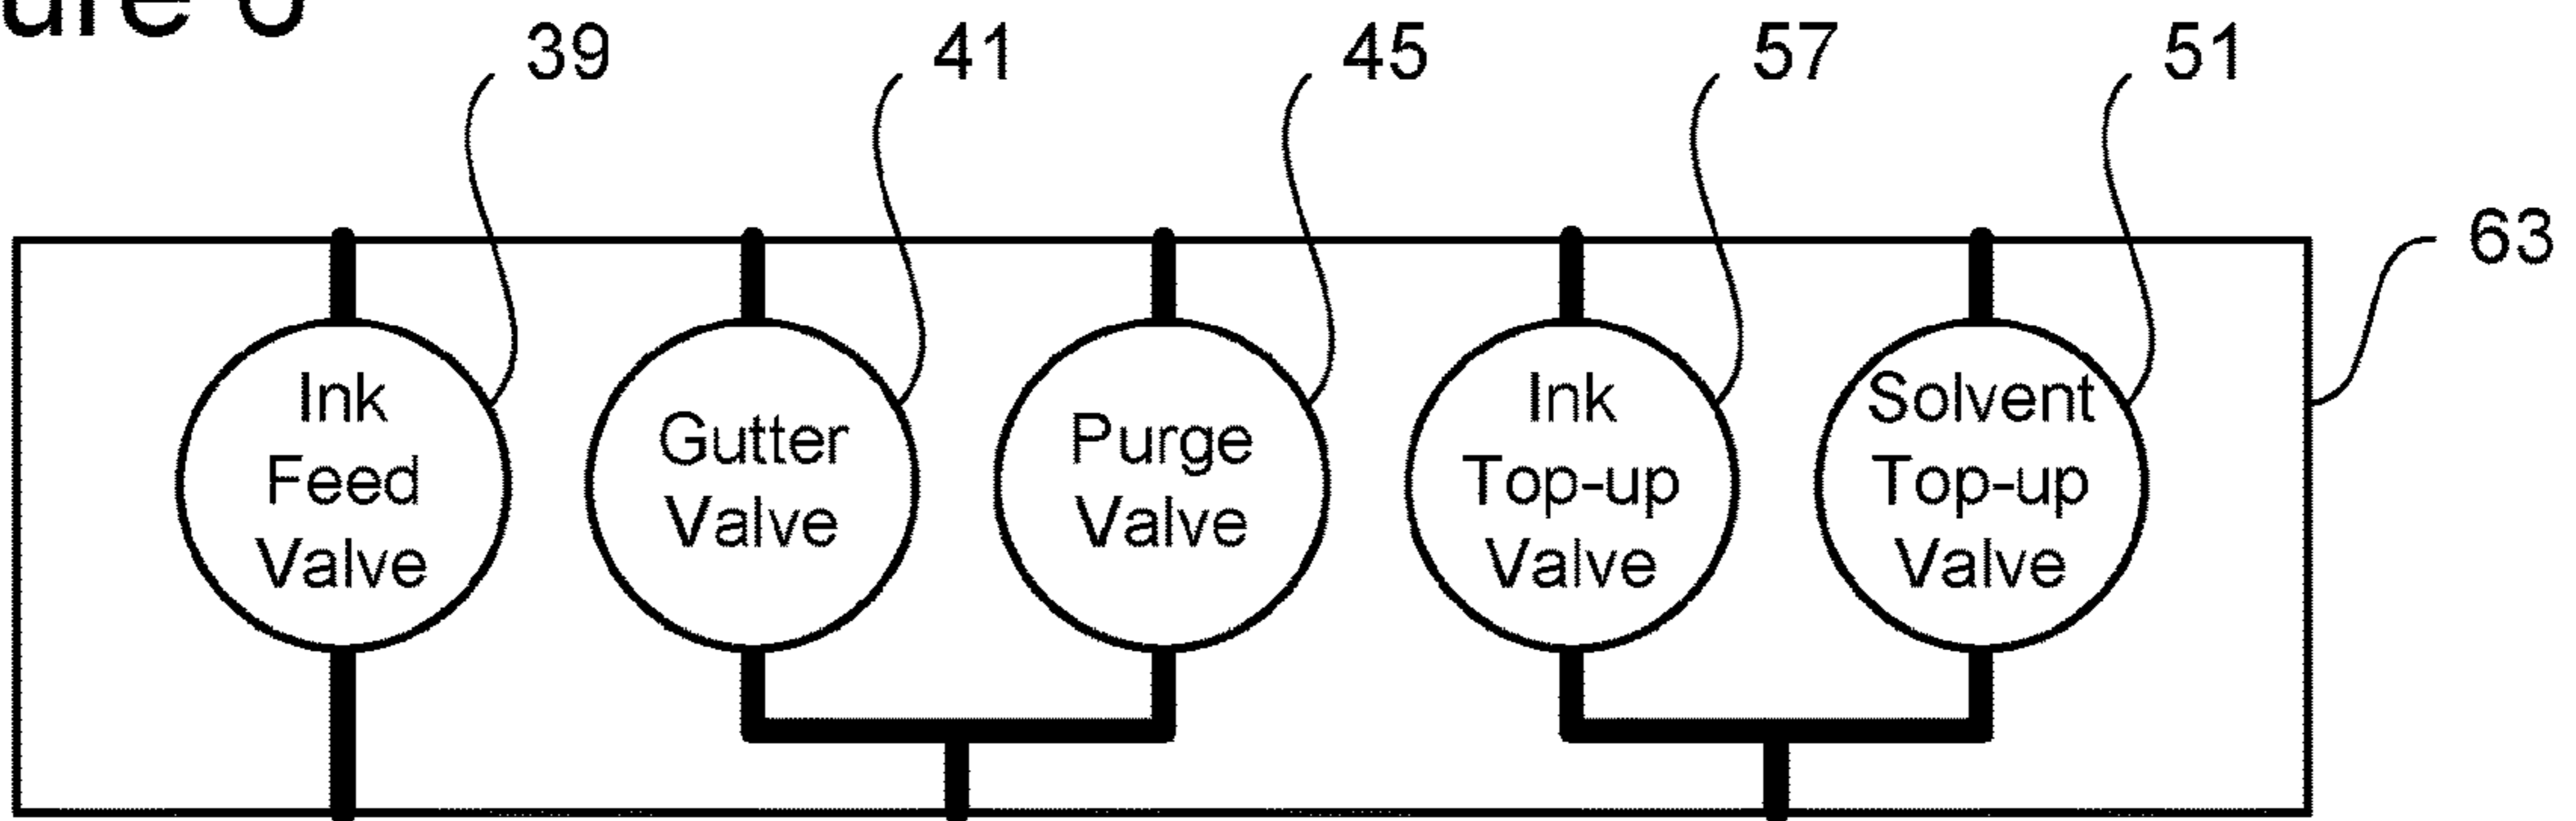 39
41
45
57
51
63
Ink
Feed
Valve
Gutter
Valve
Purge
Valve
Ink
Top-up
Valve
Solvent
Top-up
Valve